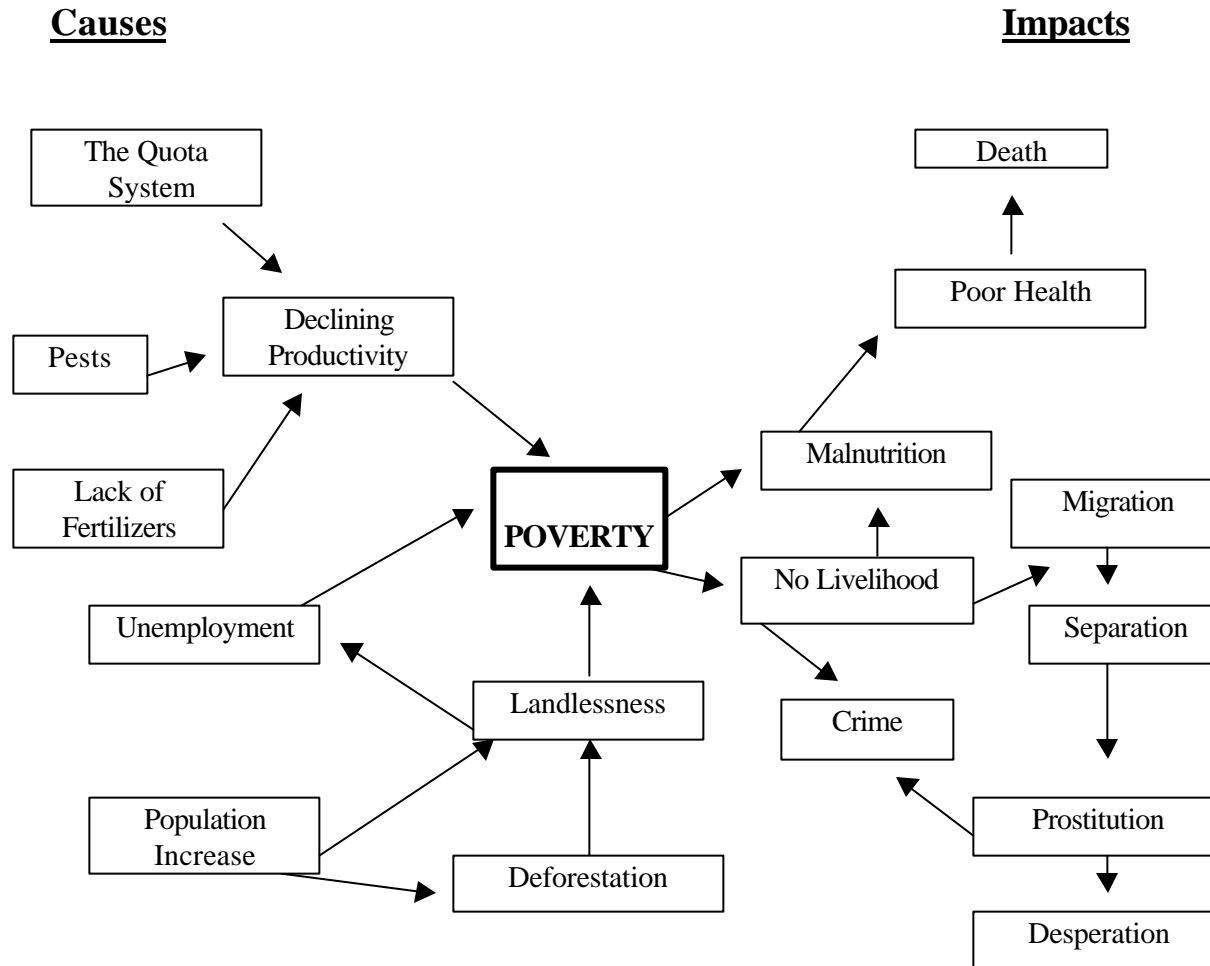 Causes
Impacts
The Quota
System
Death
Poor Health
Declining
Productivity
Pests
Malnutrition
Lack of
Fertilizers
Migration
POVERTY
No Livelihood
Unemployment
Separation
Landlessness
Crime
Population
Increase
Prostitution
Deforestation
Desperation